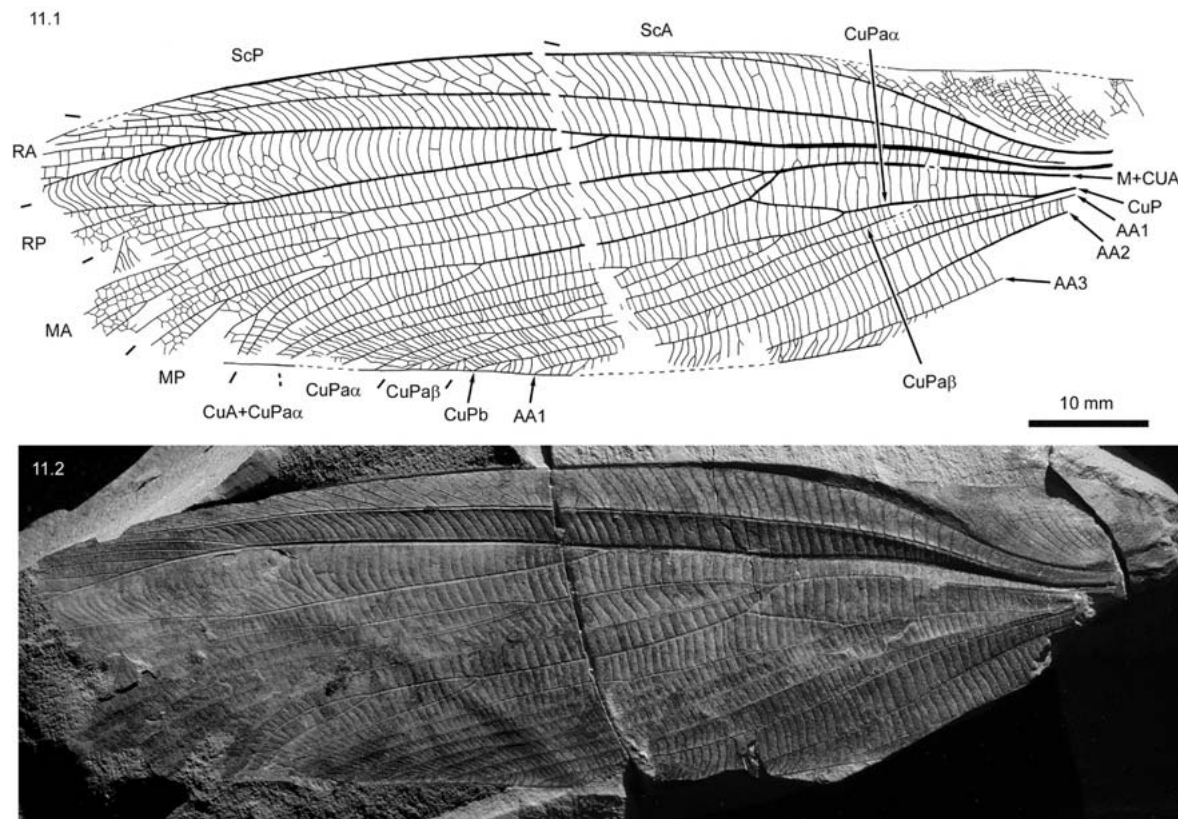 11.1
ScP
ScA
CuPaα
RA
M+CUA
CuP
AA1
AA2
RP
AA3
MA
MP
CuPaα
CuPaβ
CuPaβ
CuA+CuPaα
CuPb
AA1
10 mm
11.2